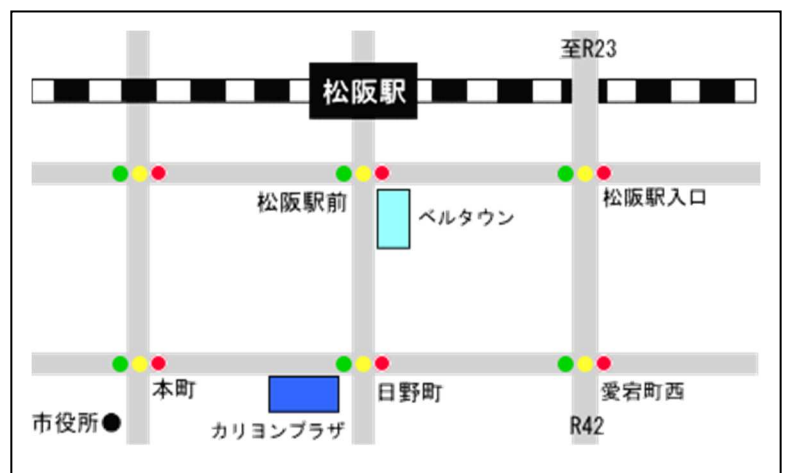 至R23
松阪駅
松阪駅前
松阪駅入口
ベルタウン
本町
日野町
愛宕町西
市役所
カリヨンプラザ
R42